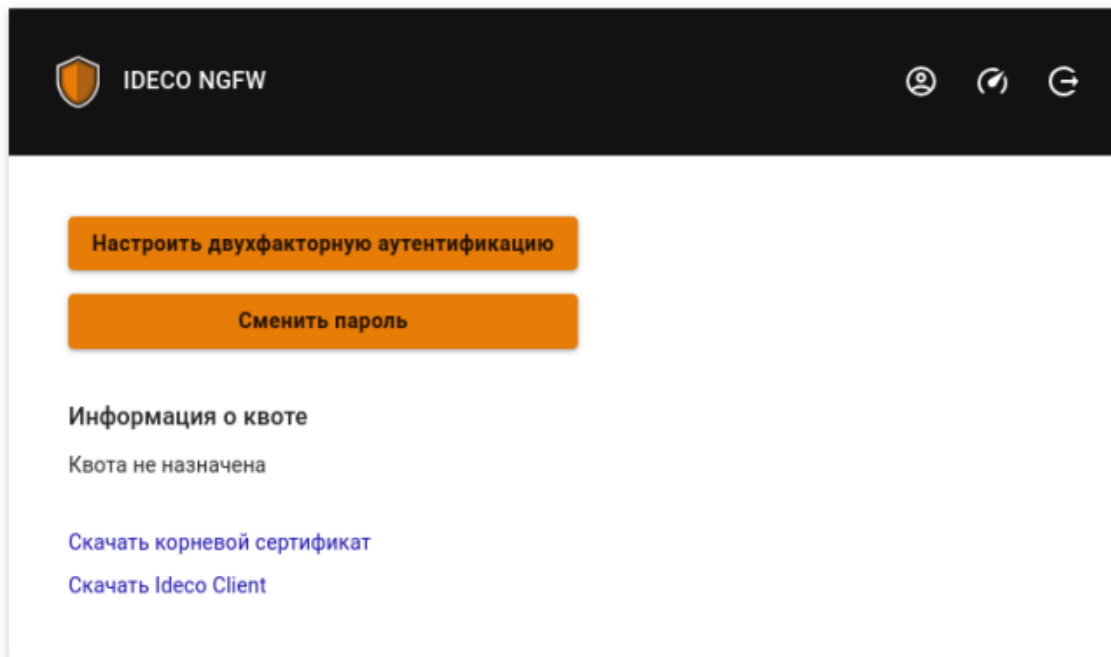 IDECO NGFW
Настроить двухфакторную аутентификацию
Сменить пароль
Информация о квоте
Квота не назначена
Скачать корневой сертификат
Скачать Ideco Client